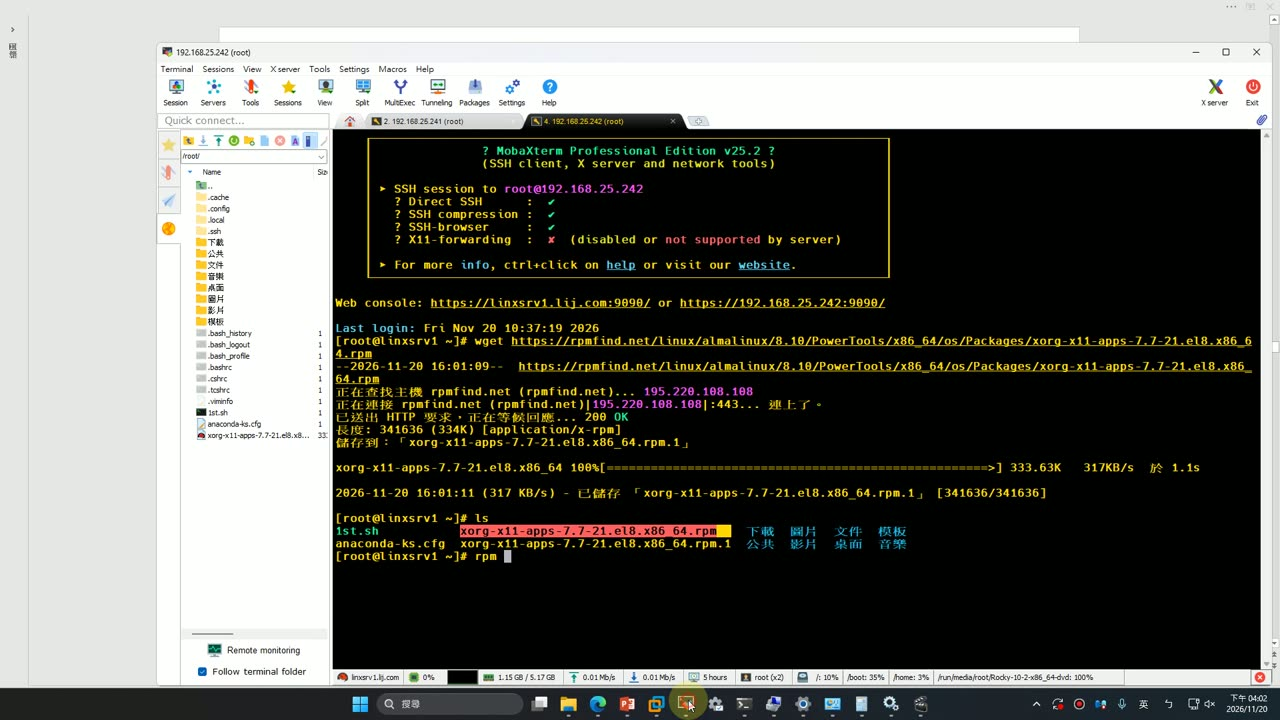 192.168.25.242 (root)
Terminal Sessions View X server Tools Settings Macros Help
Session Servers Tools Sessions View Split MultiExec Tunneling Packages Settings Help X server Exit
Quick connect...
2. 192.168.25.241 (root)
4. 192.168.25.242 (root)
/root/
Name Siz
..
.cache
.config
.local
.ssh
下載
公共
文件
音樂
桌面
圖片
影片
模板
.bash_history 1
.bash_logout 1
.bash_profile 1
.bashrc 1
.cshrc 1
.tcshrc 1
.viminfo 1
1st.sh 1
anaconda-ks.cfg 1
xorg-x11-apps-7.7-21.el8.x8... 33
Remote monitoring
Follow terminal folder
? MobaXterm Professional Edition v25.2 ?
(SSH client, X server and network tools)
► SSH session to root@192.168.25.242
? Direct SSH : ✔
? SSH compression : ✔
? SSH-browser : ✔
? X11-forwarding : ✘ (disabled or not supported by server)
► For more info, ctrl+click on help or visit our website.
Web console: https://linxsrv1.lij.com:9090/ or https://192.168.25.242:9090/
Last login: Fri Nov 20 10:37:19 2026
[root@linxsrv1 ~]# wget https://rpmfind.net/linux/almalinux/8.10/PowerTools/x86_64/os/Packages/xorg-x11-apps-7.7-21.el8.x86_6
4.rpm
--2026-11-20 16:01:09-- https://rpmfind.net/linux/almalinux/8.10/PowerTools/x86_64/os/Packages/xorg-x11-apps-7.7-21.el8.x86_
64.rpm
正在查找主機 rpmfind.net (rpmfind.net)... 195.220.108.108
正在連接 rpmfind.net (rpmfind.net)|195.220.108.108|:443... 連上了。
已送出 HTTP 要求，正在等候回應... 200 OK
長度: 341636 (334K) [application/x-rpm]
儲存到：「xorg-x11-apps-7.7-21.el8.x86_64.rpm.1」
xorg-x11-apps-7.7-21.el8.x86_64 100%[===================================================>] 333.63K 317KB/s 於 1.1s
2026-11-20 16:01:11 (317 KB/s) - 已儲存 「xorg-x11-apps-7.7-21.el8.x86_64.rpm.1」 [341636/341636]
[root@linxsrv1 ~]# ls
1st.sh xorg-x11-apps-7.7-21.el8.x86_64.rpm 下載 圖片 文件 模板
anaconda-ks.cfg xorg-x11-apps-7.7-21.el8.x86_64.rpm.1 公共 影片 桌面 音樂
[root@linxsrv1 ~]# rpm
linxsrv1.lij.com 0% 1.15 GB / 5.17 GB 0.01 Mb/s 0.01 Mb/s 5 hours root (x2) /: 10% /boot: 35% /home: 3% /run/media/root/Rocky-10-2-x86_64-dvd: 100%
搜尋
英 ㄅ
下午 04:02
2026/11/20